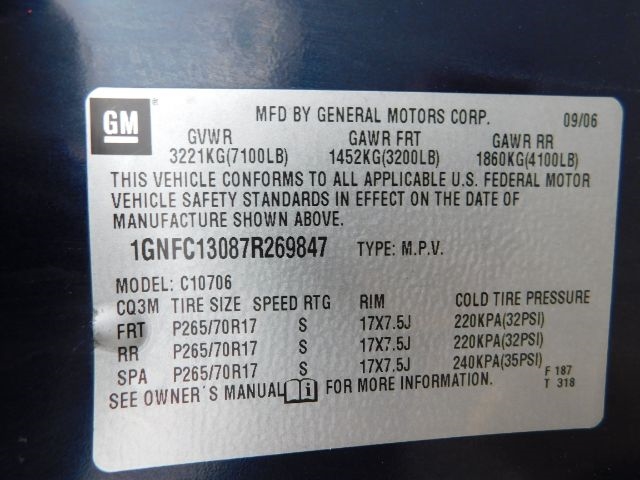 GM
MFD BY GENERAL MOTORS CORP. 09/06
GVWR GAWR FRT GAWR RR
3221KG(7100LB) 1452KG(3200LB) 1860KG(4100LB)
THIS VEHICLE CONFORMS TO ALL APPLICABLE U.S. FEDERAL MOTOR
VEHICLE SAFETY STANDARDS IN EFFECT ON THE DATE OF
MANUFACTURE SHOWN ABOVE.
1GNFC13087R269847 TYPE: M.P.V.
MODEL: C10706
CQ3M TIRE SIZE SPEED RTG RIM COLD TIRE PRESSURE
FRT P265/70R17 S 17X7.5J 220KPA(32PSI)
RR P265/70R17 S 17X7.5J 220KPA(32PSI)
SPA P265/70R17 S 17X7.5J 240KPA(35PSI)
SEE OWNER'S MANUAL i FOR MORE INFORMATION.
F 187
T 318